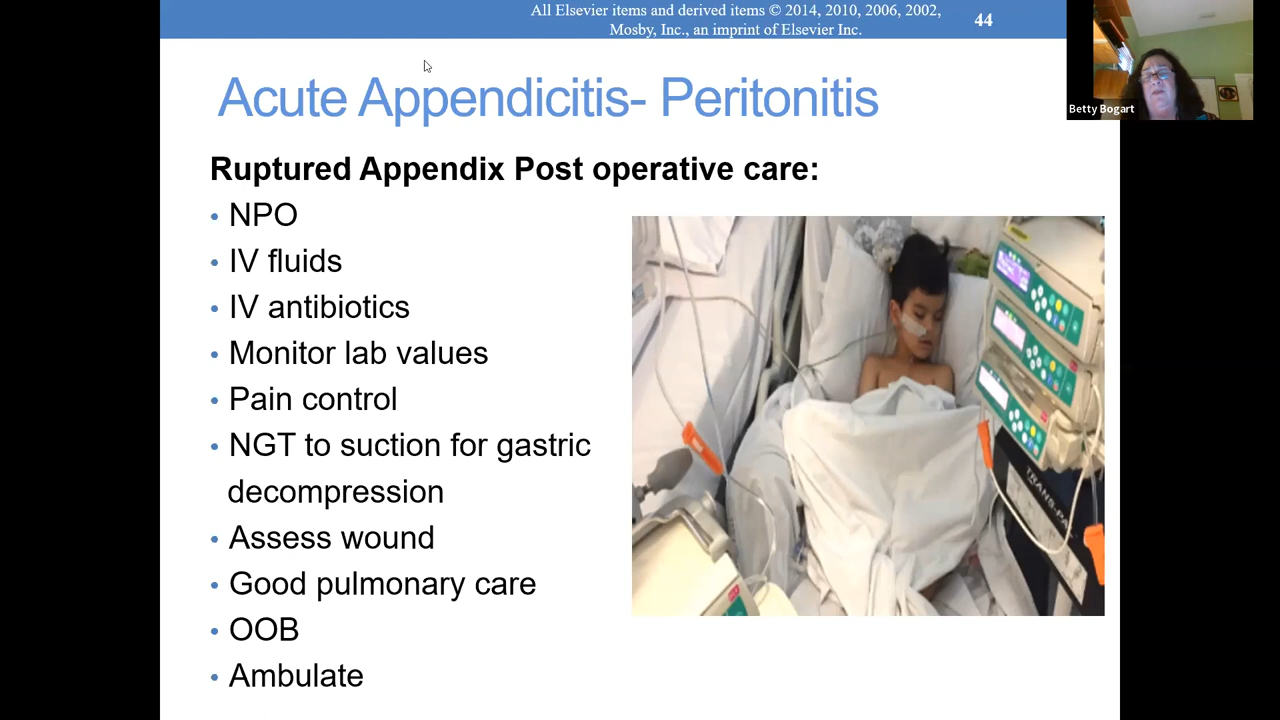 All Elsevier items and derived items © 2014, 2010, 2006, 2002,
Mosby, Inc., an imprint of Elsevier Inc.
44
Acute Appendicitis- Peritonitis
Betty Bogart
Ruptured Appendix Post operative care:
• NPO
• IV fluids
• IV antibiotics
• Monitor lab values
• Pain control
• NGT to suction for gastric
decompression
• Assess wound
• Good pulmonary care
• OOB
• Ambulate